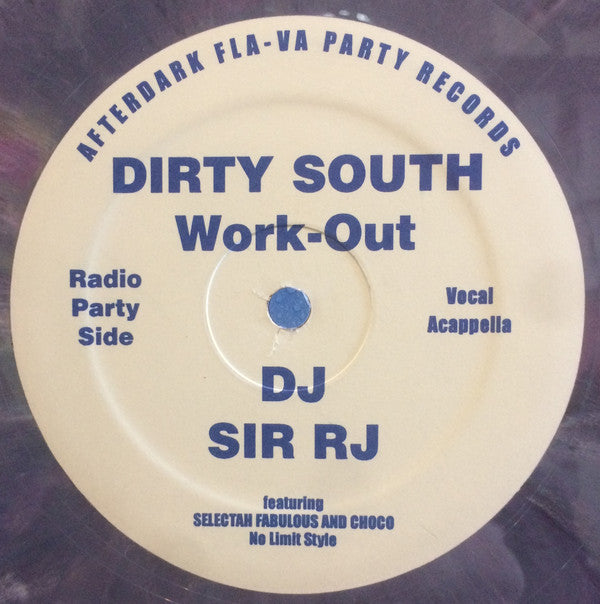 AFTERDARK FLA-VA PARTY RECORDS
DIRTY SOUTH
Work-Out
Radio
Party
Side
Vocal
Acappella
DJ
SIR RJ
featuring
SELECTAH FABULOUS AND CHOCO
No Limit Style